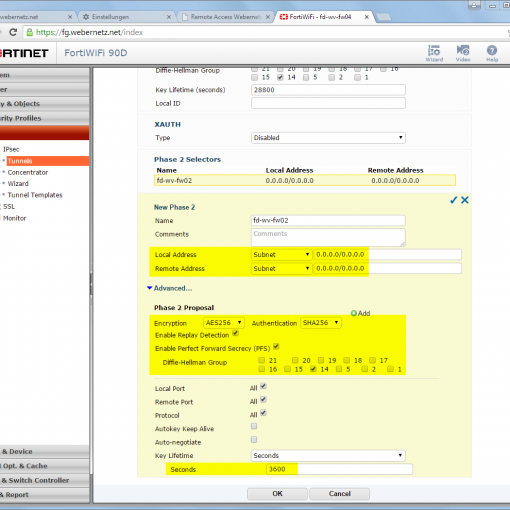 webernetz.net
Einstellungen
Remote Access Webernetz
FortiWiFi - fd-wv-fw04
https://fg.webernetz.net/index
RTINET FortiWiFi 90D
Wizard Video Help
em
er
y & Objects
rity Profiles
IPsec
Tunnels
Concentrator
Wizard
Tunnel Templates
SSL
Monitor
& Device
Opt. & Cache
& Switch Controller
& Report
Diffie-Hellman Group 21 20 19 18 17 16
15 14 5 2 1
Key Lifetime (seconds) 28800
Local ID
XAUTH
Type Disabled
Phase 2 Selectors
Name Local Address Remote Address
fd-wv-fw02 0.0.0.0/0.0.0.0 0.0.0.0/0.0.0.0
New Phase 2
Name fd-wv-fw02
Comments Comments
Local Address Subnet 0.0.0.0/0.0.0.0
Remote Address Subnet 0.0.0.0/0.0.0.0
Advanced...
Phase 2 Proposal Add
Encryption AES256 Authentication SHA256
Enable Replay Detection
Enable Perfect Forward Secrecy (PFS)
Diffie-Hellman Group 21 20 19 18 17
16 15 14 5 2 1
Local Port All
Remote Port All
Protocol All
Autokey Keep Alive
Auto-negotiate
Key Lifetime Seconds
Seconds 3600
OK Cancel